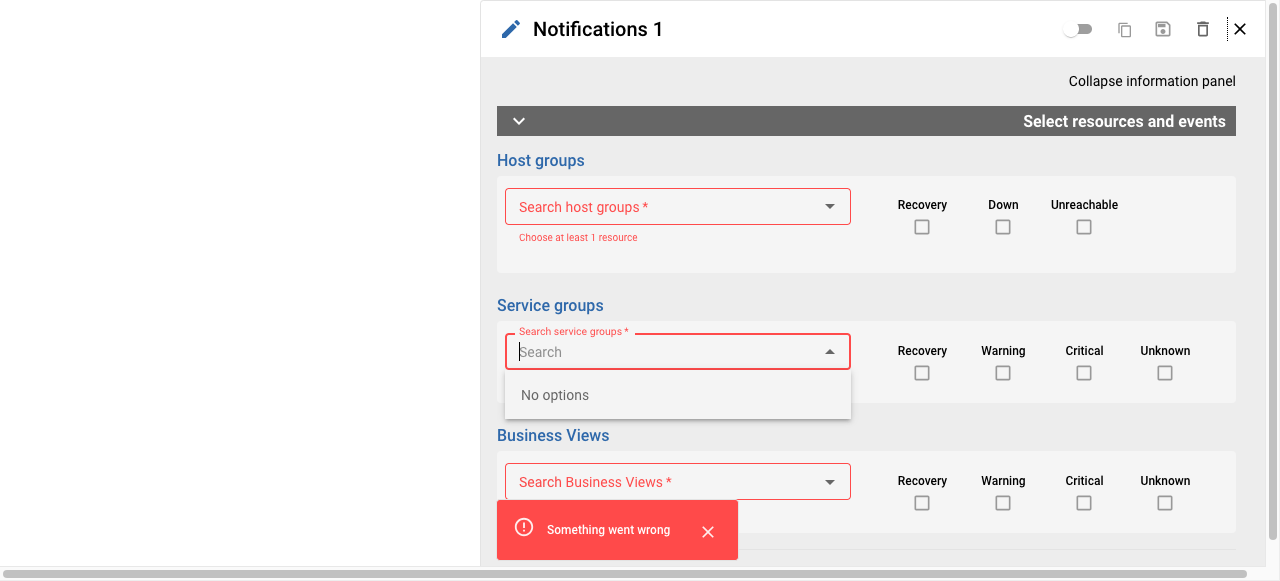 Notifications 1
Collapse information panel
Select resources and events
Host groups
Search host groups *
Recovery Down Unreachable
Choose at least 1 resource
Service groups
Search service groups *
Search
Recovery Warning Critical Unknown
No options
Business Views
Search Business Views *
Recovery Warning Critical Unknown
Something went wrong